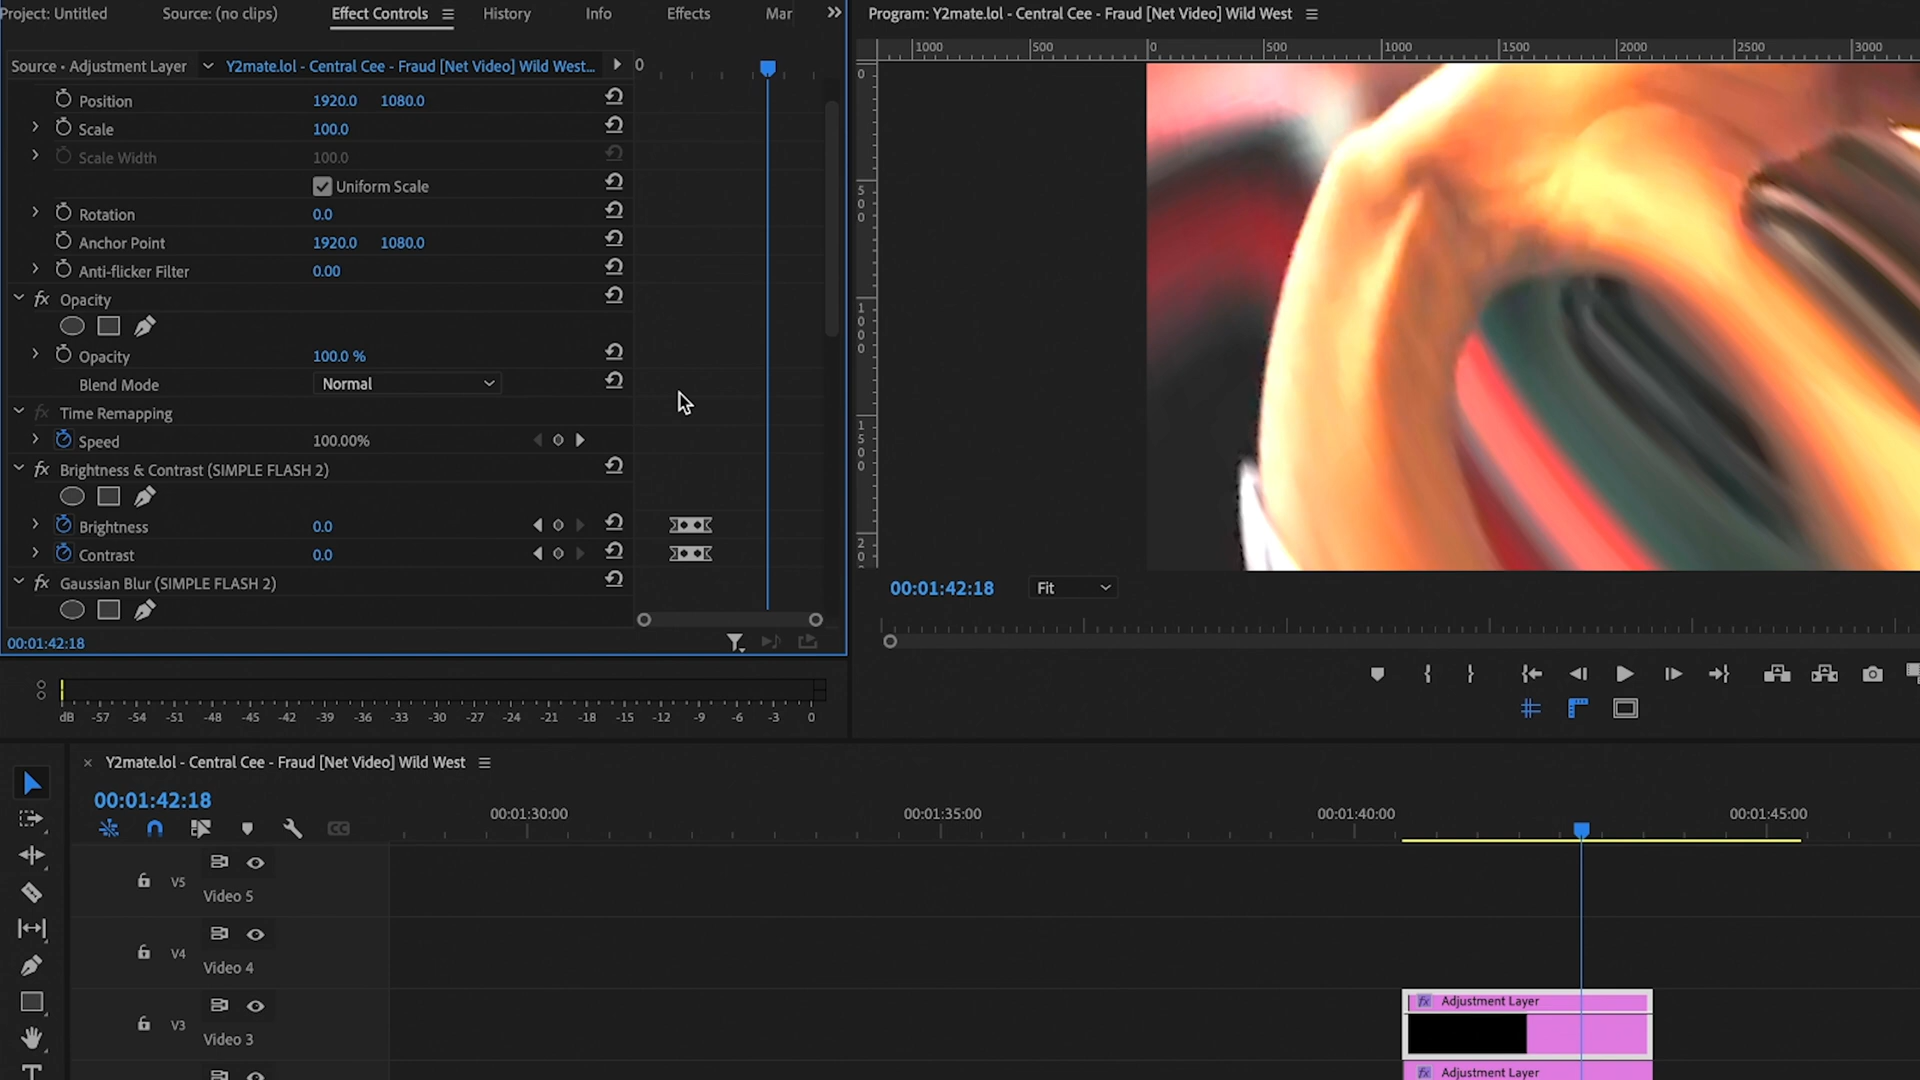 Project: Untitled
Source: (no clips)
Effect Controls
History
Info
Effects
Mar
Program: Y2mate.lol - Central Cee - Fraud [Net Video] Wild West
Source • Adjustment Layer
Y2mate.lol - Central Cee - Fraud [Net Video] Wild West...
0
Position 1920.0 1080.0
Scale 100.0
Scale Width 100.0
Uniform Scale
Rotation 0.0
Anchor Point 1920.0 1080.0
Anti-flicker Filter 0.00
fx Opacity
Opacity 100.0 %
Blend Mode Normal
fx Time Remapping
Speed 100.00%
fx Brightness & Contrast (SIMPLE FLASH 2)
Brightness 0.0
Contrast 0.0
fx Gaussian Blur (SIMPLE FLASH 2)
00:01:42:18
1000 500 0 500 1000 1500 2000 2500 3000
0
500
1000
1500
20
00:01:42:18 Fit
dB -57 -54 -51 -48 -45 -42 -39 -36 -33 -30 -27 -24 -21 -18 -15 -12 -9 -6 -3 0
Y2mate.lol - Central Cee - Fraud [Net Video] Wild West
00:01:42:18
CC
00:01:30:00 00:01:35:00 00:01:40:00 00:01:45:00
V5 Video 5
V4 Video 4
V3 Video 3
fx Adjustment Layer
fx Adjustment Layer